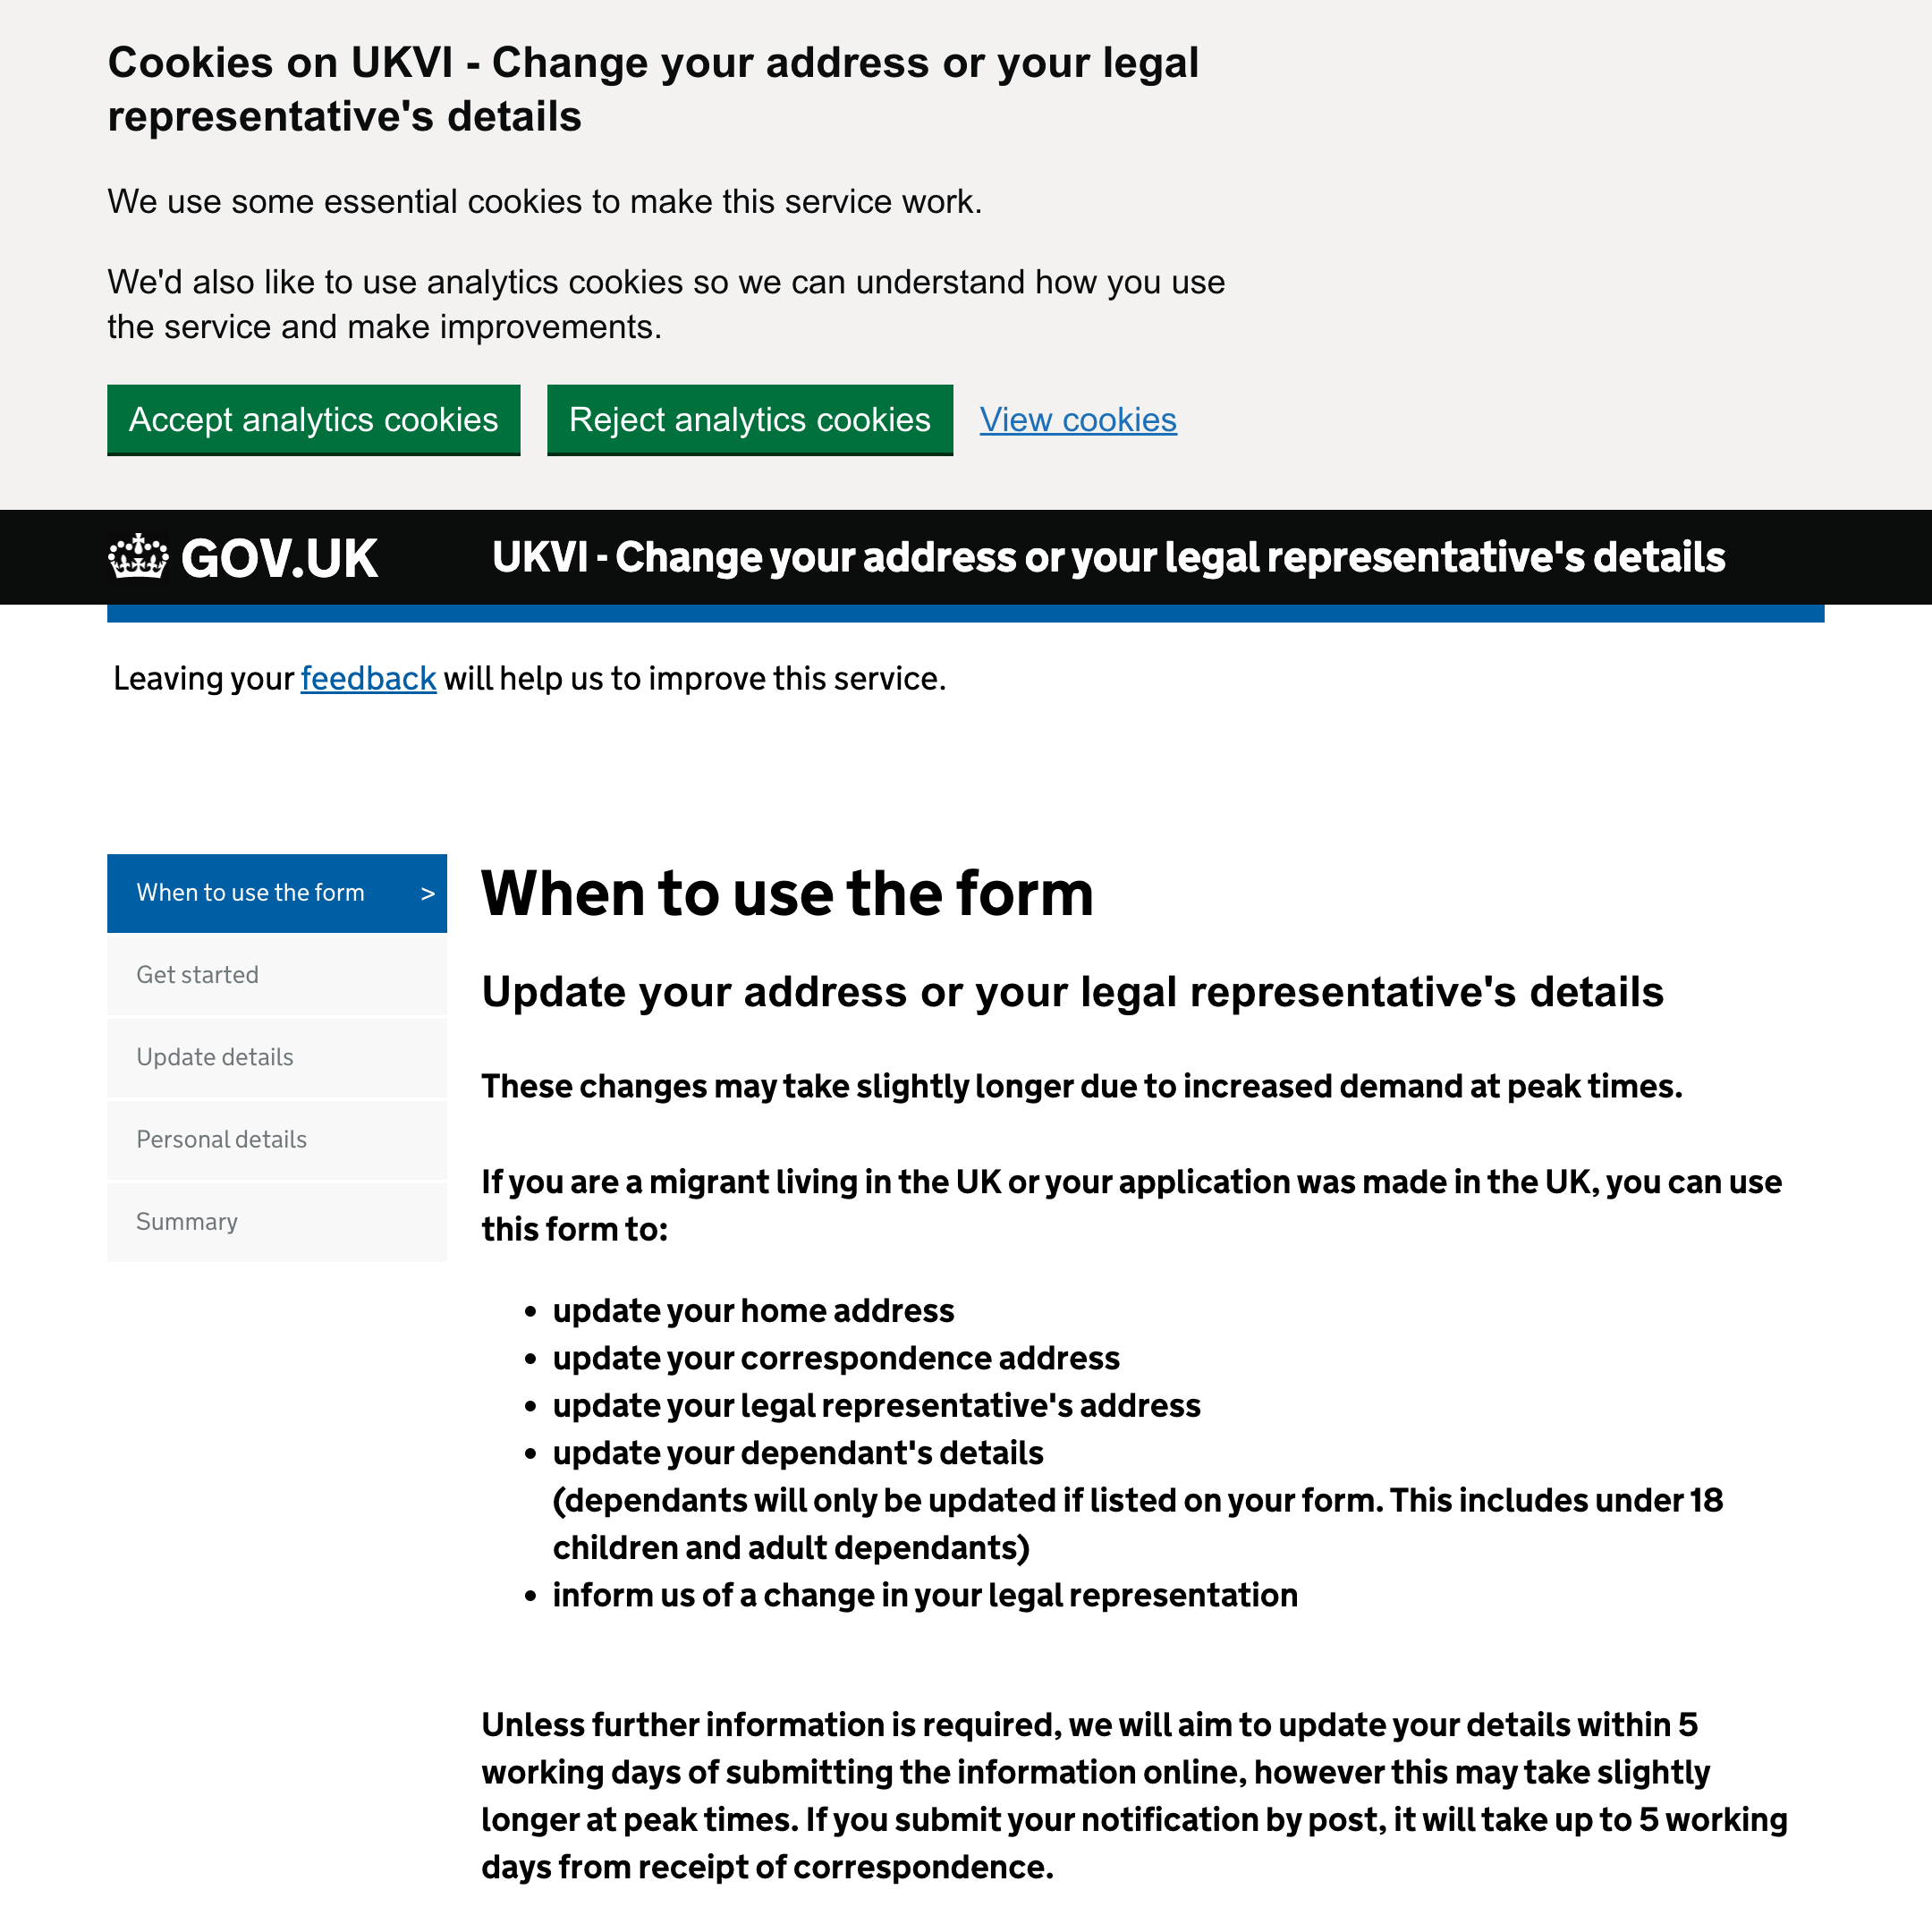 Cookies on UKVI - Change your address or your legal
representative's details
We use some essential cookies to make this service work.
We'd also like to use analytics cookies so we can understand how you use
the service and make improvements.
Accept analytics cookies
Reject analytics cookies
View cookies
GOV.UK
UKVI - Change your address or your legal representative's details
Leaving your feedback will help us to improve this service.
When to use the form >
Get started
Update details
Personal details
Summary
When to use the form
Update your address or your legal representative's details
These changes may take slightly longer due to increased demand at peak times.
If you are a migrant living in the UK or your application was made in the UK, you can use
this form to:
• update your home address
• update your correspondence address
• update your legal representative's address
• update your dependant's details
(dependants will only be updated if listed on your form. This includes under 18
children and adult dependants)
• inform us of a change in your legal representation
Unless further information is required, we will aim to update your details within 5
working days of submitting the information online, however this may take slightly
longer at peak times. If you submit your notification by post, it will take up to 5 working
days from receipt of correspondence.